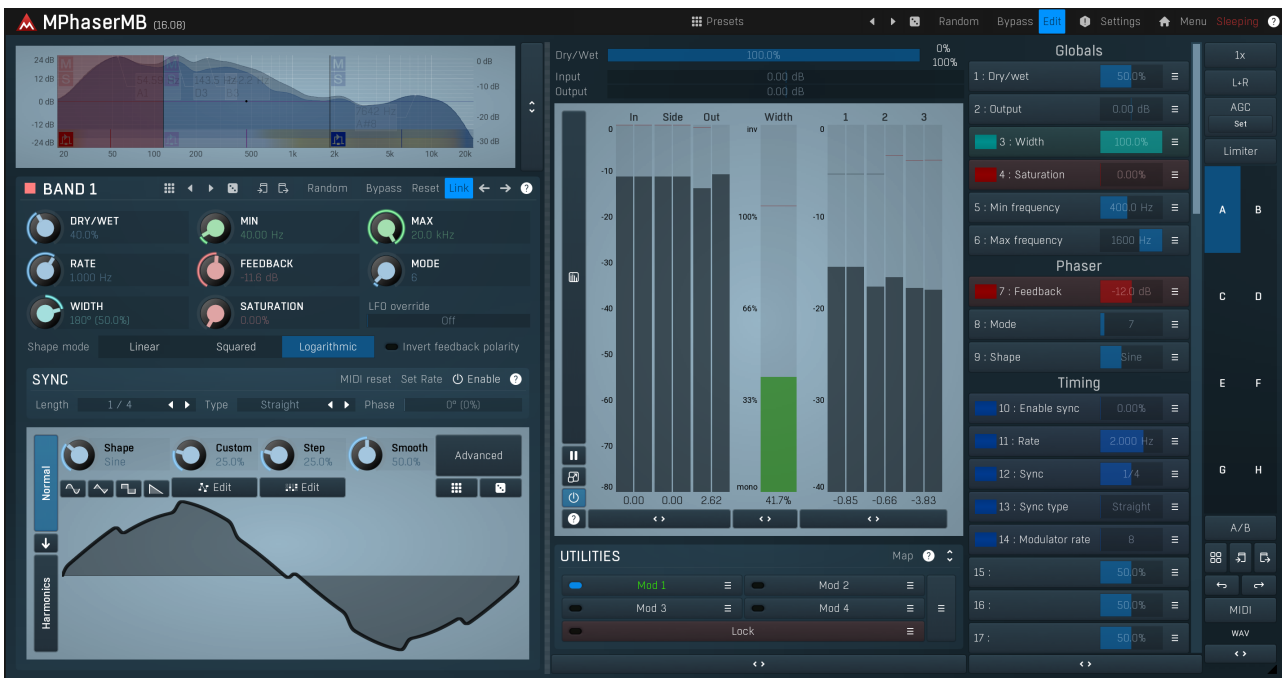 MPhaserMB (16.08)
Presets
Random Bypass Edit Settings Menu Sleeping ?
24 dB
12 dB
0 dB
-12 dB
-24 dB
M
S
M
S
D3
B3
0 dB
-10 dB
-20 dB
-30 dB
20 50 100 200 500 1k 2k 5k 10k 20k
BAND 1
Random Bypass Reset Link ?
DRY/WET
40.0%
MIN
40.00 Hz
MAX
20.0 kHz
RATE
1.000 Hz
FEEDBACK
-11.6 dB
MODE
6
WIDTH
180° (50.0%)
SATURATION
0.00%
LFO override
Off
Shape mode Linear Squared Logarithmic Invert feedback polarity
SYNC
MIDI reset Set Rate Enable ?
Length 1 / 4 Type Straight Phase 0° (0%)
Normal
Harmonics
Shape
Sine
Custom
25.0%
Step
25.0%
Smooth
50.0%
Advanced
Edit
Edit
Dry/Wet 100.0% 0%
100%
Input 0.00 dB
Output 0.00 dB
In Side Out Width 1 2 3
0
-10
-20
-30
-40
-50
-60
-70
-80
inv
100%
66%
33%
mono
0
-10
-20
-30
-40
0.00 0.00 2.62 41.7% -0.85 -0.66 -3.83
?
UTILITIES
Map ?
Mod 1
Mod 2
Mod 3
Mod 4
Lock
Globals
1 : Dry/wet 50.0%
2 : Output 0.00 dB
3 : Width 100.0%
4 : Saturation 0.00%
5 : Min frequency 400.0 Hz
6 : Max frequency 1600 Hz
Phaser
7 : Feedback -12.0 dB
8 : Mode 7
9 : Shape Sine
Timing
10 : Enable sync 0.00%
11 : Rate 2.000 Hz
12 : Sync 1/4
13 : Sync type Straight
14 : Modulator rate 8
15 : 50.0%
16 : 50.0%
17 : 50.0%
1x
L+R
AGC
Set
Limiter
A B
C D
E F
G H
A/B
MIDI
WAV